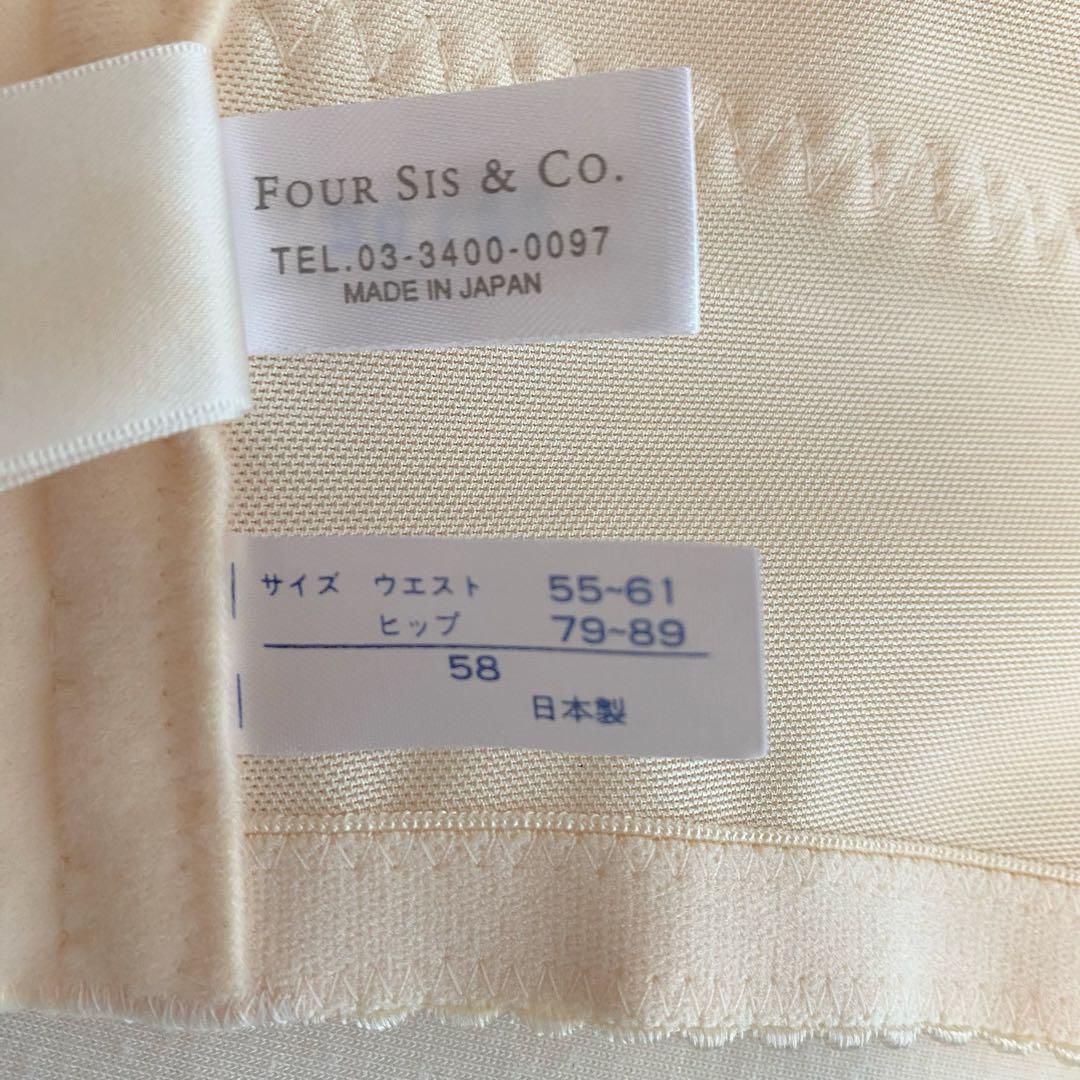 FOUR SIS & CO.
TEL.03-3400-0097
MADE IN JAPAN
サイズ ウエスト 55~61
ヒップ 79~89
58
日本製